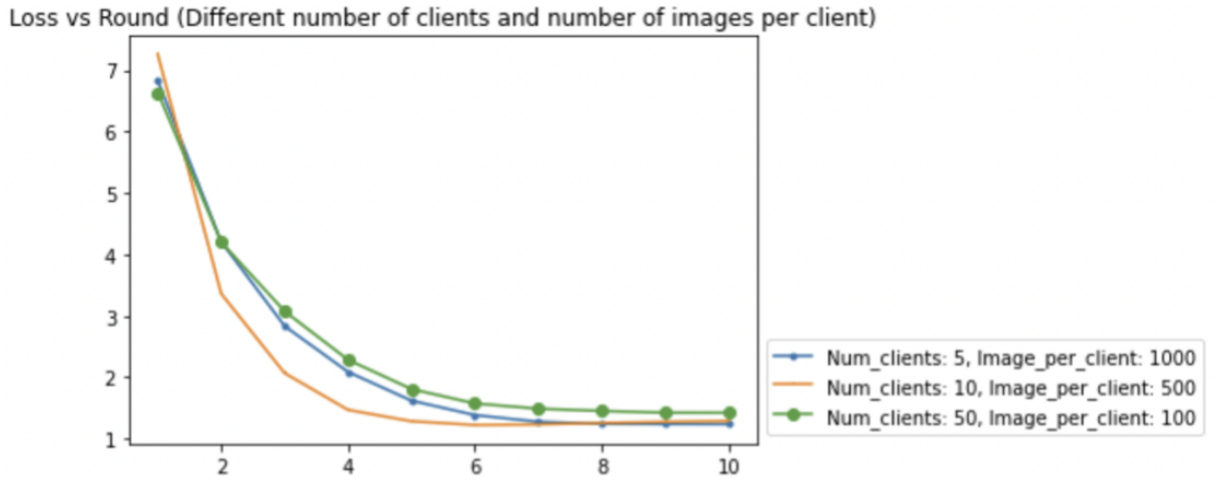 Loss vs Round (Different number of clients and number of images per client)
7
6
5
4
3
2
1
2 4 6 8 10
Num_clients: 5, Image_per_client: 1000
Num_clients: 10, Image_per_client: 500
Num_clients: 50, Image_per_client: 100